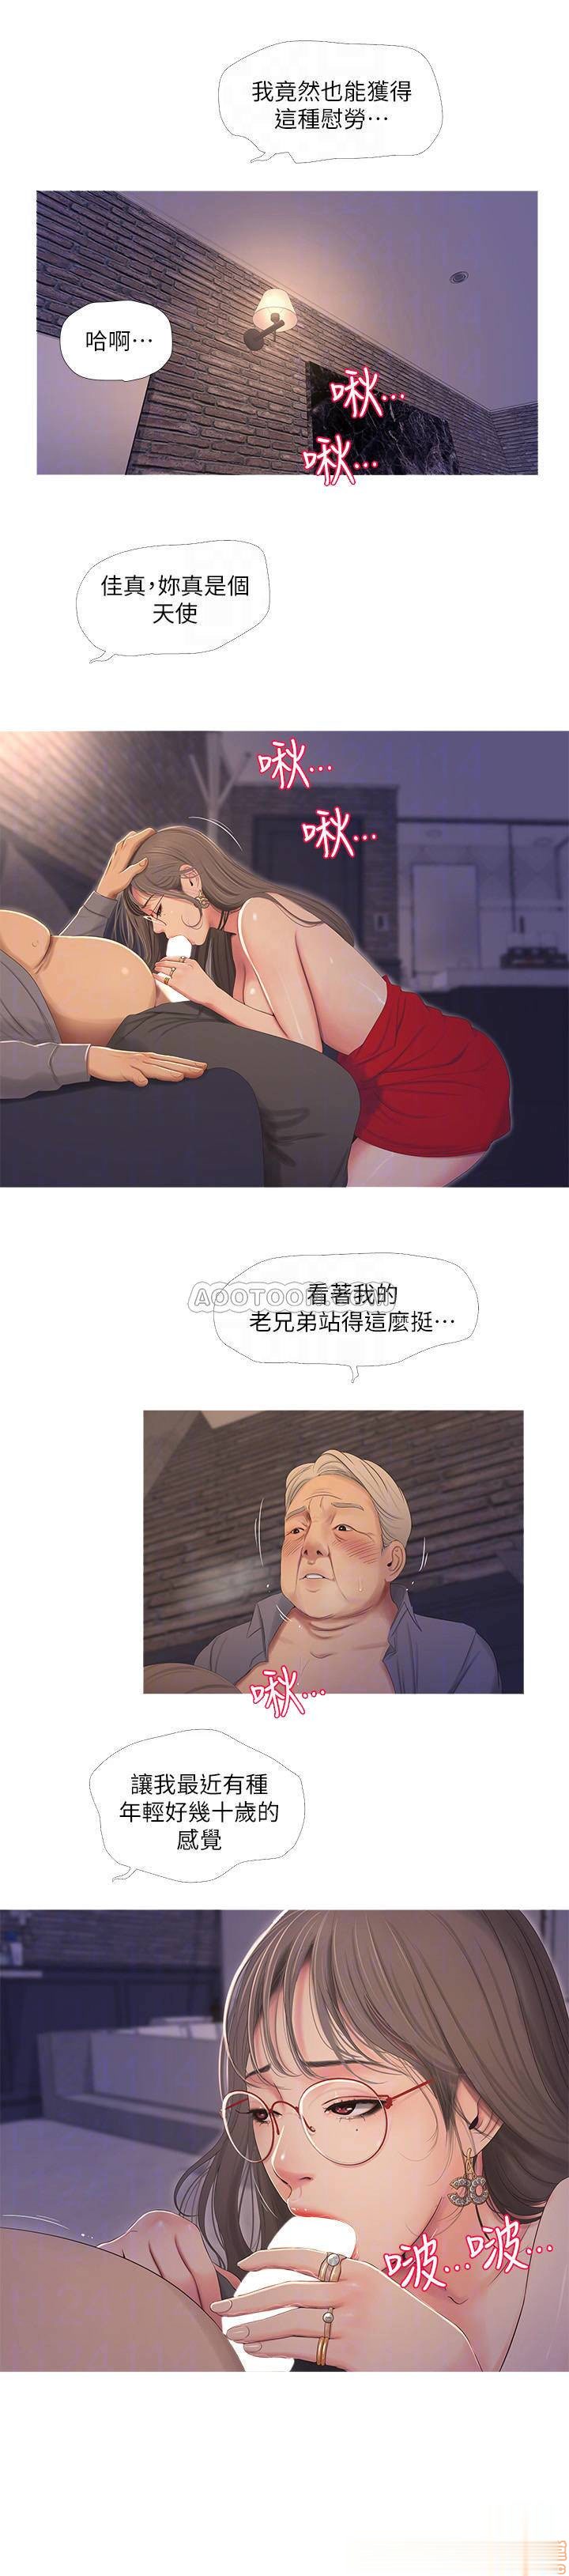 我竟然也能獲得
這種慰勞…
哈啊…
啾…
啾…
佳真，妳真是個
天使
啾…
啾…
AOOTOON.COM
看著我的
老兄弟站得這麼挺…
啾…
讓我最近有種
年輕好幾十歲的
感覺
啵…啵…